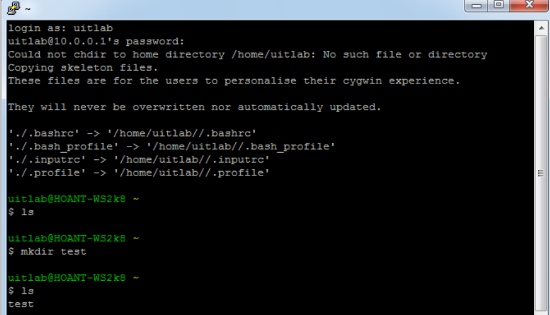 ~
login as: uitlab
uitlab@10.0.0.1's password:
Could not chdir to home directory /home/uitlab: No such file or directory
Copying skeleton files.
These files are for the users to personalise their cygwin experience.
They will never be overwritten nor automatically updated.
'./.bashrc' -> '/home/uitlab//.bashrc'
'./.bash_profile' -> '/home/uitlab//.bash_profile'
'./.inputrc' -> '/home/uitlab//.inputrc'
'./.profile' -> '/home/uitlab//.profile'
uitlab@HOANT-WS2k8 ~
$ ls
uitlab@HOANT-WS2k8 ~
$ mkdir test
uitlab@HOANT-WS2k8 ~
$ ls
test